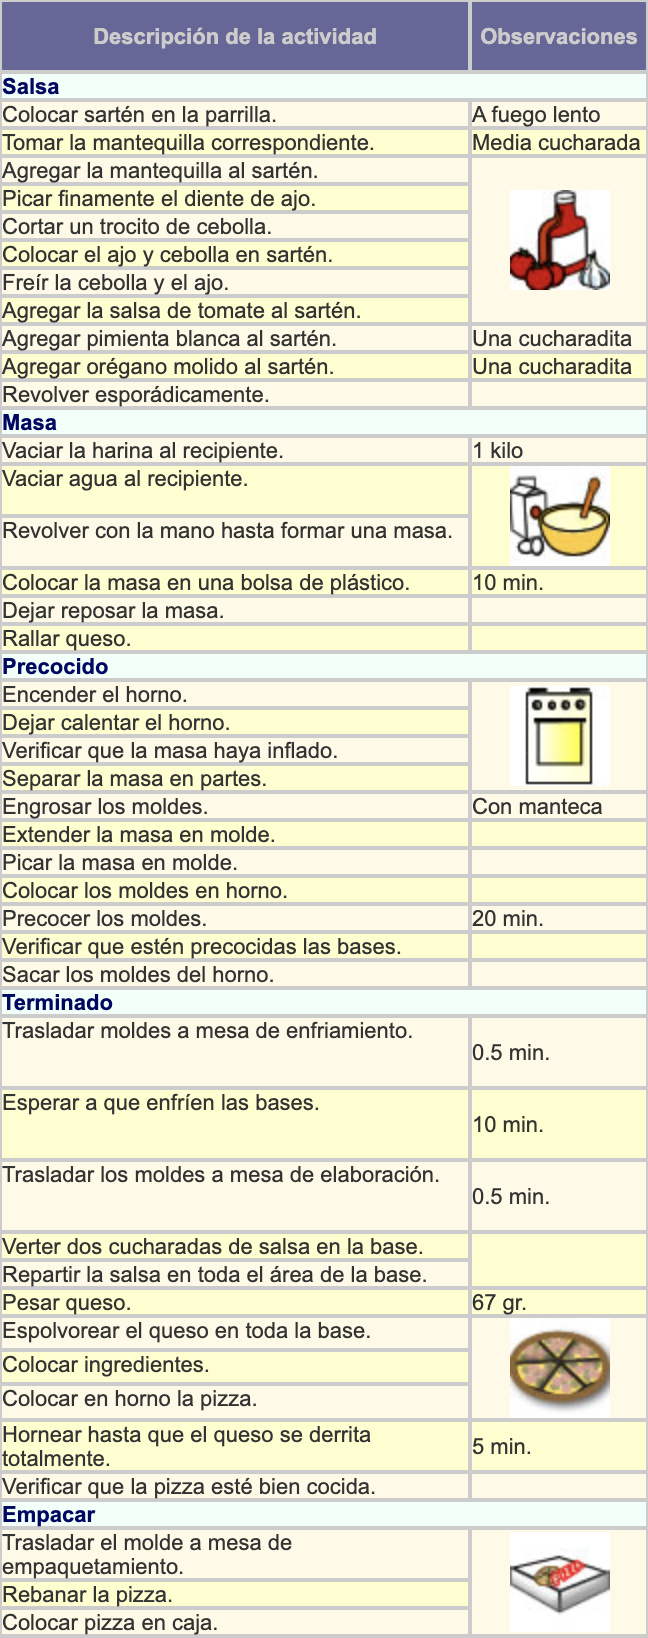 Descripción de la actividad
Observaciones
Salsa
Colocar sartén en la parrilla.
A fuego lento
Tomar la mantequilla correspondiente.
Media cucharada
Agregar la mantequilla al sartén.
Picar finamente el diente de ajo.
Cortar un trocito de cebolla.
Colocar el ajo y cebolla en sartén.
Freír la cebolla y el ajo.
Agregar la salsa de tomate al sartén.
Agregar pimienta blanca al sartén.
Una cucharadita
Agregar orégano molido al sartén.
Una cucharadita
Revolver esporádicamente.
Masa
Vaciar la harina al recipiente.
1 kilo
Vaciar agua al recipiente.
Revolver con la mano hasta formar una masa.
Colocar la masa en una bolsa de plástico.
10 min.
Dejar reposar la masa.
Rallar queso.
Precocido
Encender el horno.
Dejar calentar el horno.
Verificar que la masa haya inflado.
Separar la masa en partes.
Engrosar los moldes.
Con manteca
Extender la masa en molde.
Picar la masa en molde.
Colocar los moldes en horno.
Precocer los moldes.
20 min.
Verificar que estén precocidas las bases.
Sacar los moldes del horno.
Terminado
Trasladar moldes a mesa de enfriamiento.
0.5 min.
Esperar a que enfríen las bases.
10 min.
Trasladar los moldes a mesa de elaboración.
0.5 min.
Verter dos cucharadas de salsa en la base.
Repartir la salsa en toda el área de la base.
Pesar queso.
67 gr.
Espolvorear el queso en toda la base.
Colocar ingredientes.
Colocar en horno la pizza.
Hornear hasta que el queso se derrita
totalmente.
5 min.
Verificar que la pizza esté bien cocida.
Empacar
Trasladar el molde a mesa de
empaquetamiento.
PIZZA
Rebanar la pizza.
Colocar pizza en caja.